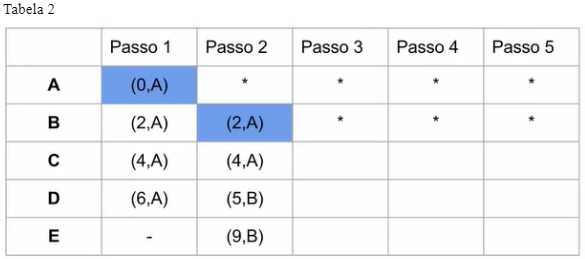 Tabela 2
Passo 1 Passo 2 Passo 3 Passo 4 Passo 5
A (0,A) * * * *
B (2,A) (2,A) * * *
C (4,A) (4,A)
D (6,A) (5,B)
E - (9,B)